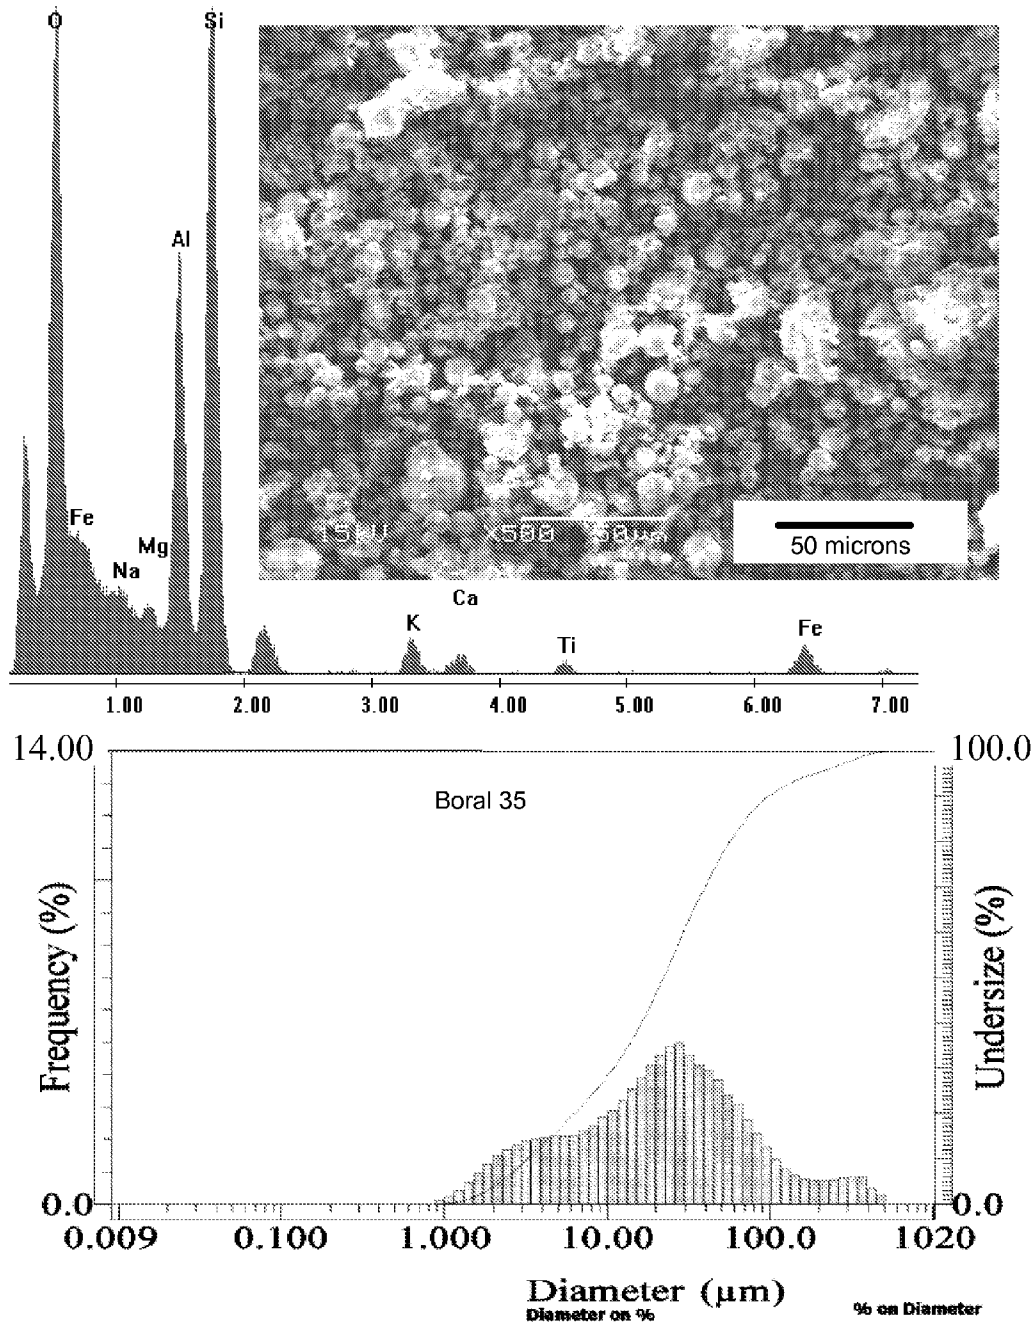 O Si
Al
Fe
Mg
Na
15kU X500 50µm
50 microns
Ca
K
Ti
Fe
1.00 2.00 3.00 4.00 5.00 6.00 7.00
14.00 100.0
Boral 35
Frequency (%)
Undersize (%)
0.0 0.0
0.009 0.100 1.000 10.00 100.0 1020
Diameter (µm)
Diameter on % % on Diameter